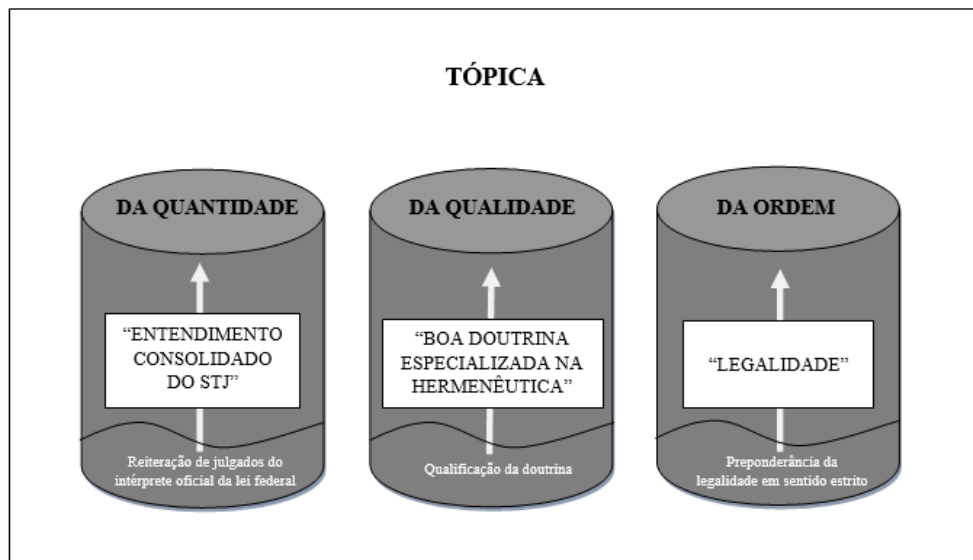 TÓPICA
DA QUANTIDADE
“ENTENDIMENTO
CONSOLIDADO
DO STJ”
Reiteração de julgados do
intérprete oficial da lei federal
DA QUALIDADE
“BOA DOUTRINA
ESPECIALIZADA NA
HERMENÊUTICA”
Qualificação da doutrina
DA ORDEM
“LEGALIDADE”
Preponderância da
legalidade em sentido estrito